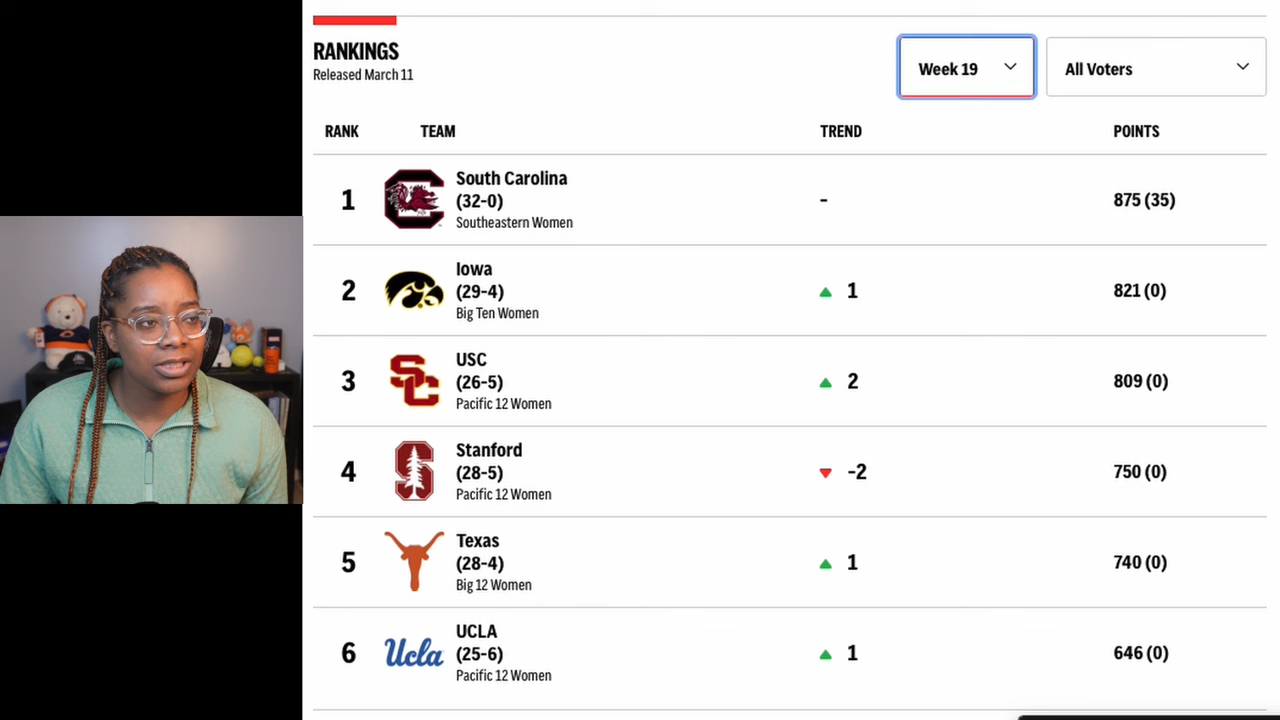 RANKINGS
Released March 11
Week 19
All Voters
RANK TEAM TREND POINTS
1 South Carolina (32-0) Southeastern Women - 875 (35)
2 Iowa (29-4) Big Ten Women 1 821 (0)
3 USC (26-5) Pacific 12 Women 2 809 (0)
SC
4 Stanford (28-5) Pacific 12 Women -2 750 (0)
S
5 Texas (28-4) Big 12 Women 1 740 (0)
6 UCLA (25-6) Pacific 12 Women 1 646 (0)
Ucla